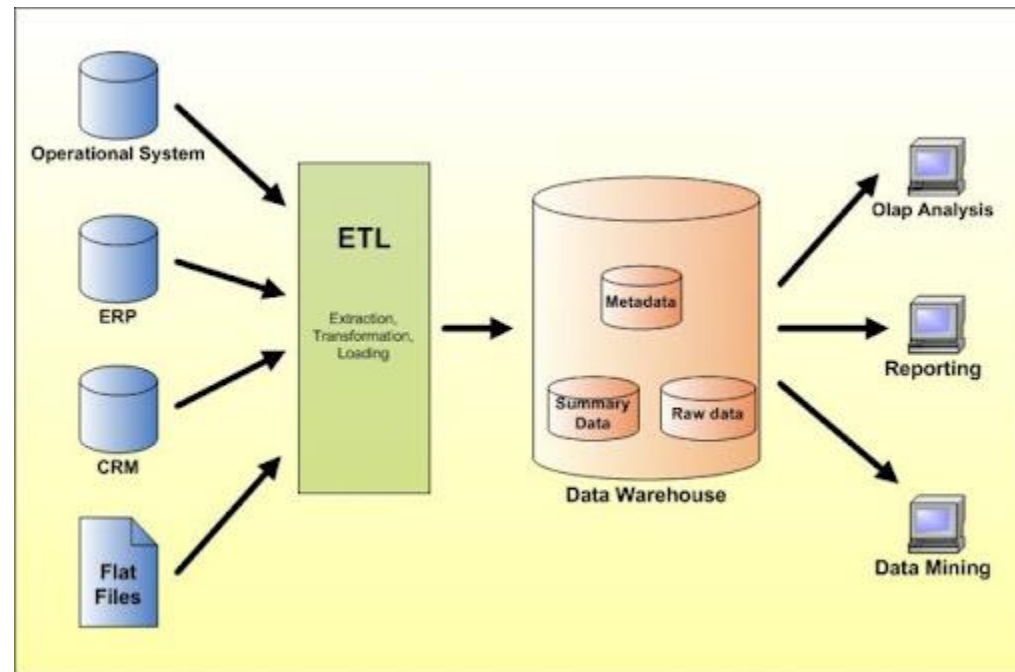 Operational System
ERP
CRM
Flat
Files
ETL
Extraction,
Transformation,
Loading
Metadata
Summary
Data
Raw data
Data Warehouse
Olap Analysis
Reporting
Data Mining